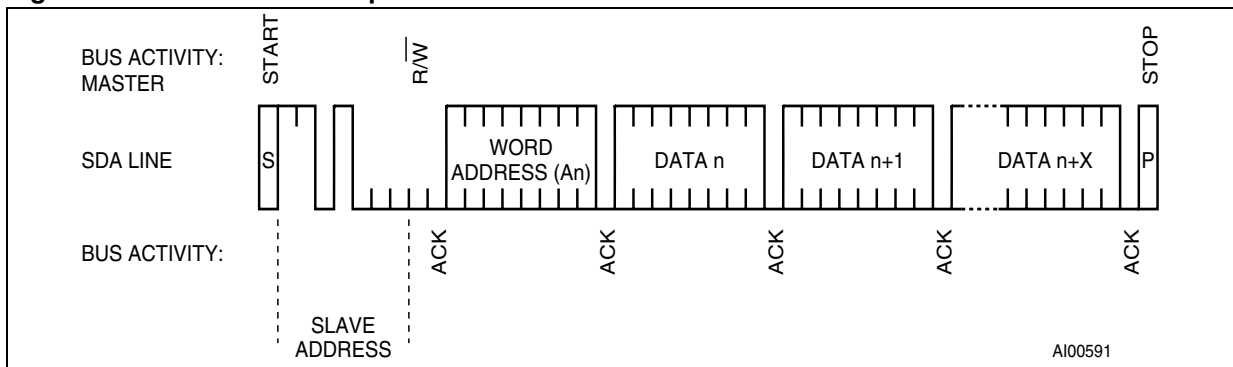 BUS ACTIVITY:
MASTER
START
R/W
STOP
SDA LINE
S
WORD
ADDRESS (An)
DATA n
DATA n+1
DATA n+X
P
BUS ACTIVITY:
ACK
ACK
ACK
ACK
ACK
SLAVE
ADDRESS
AI00591